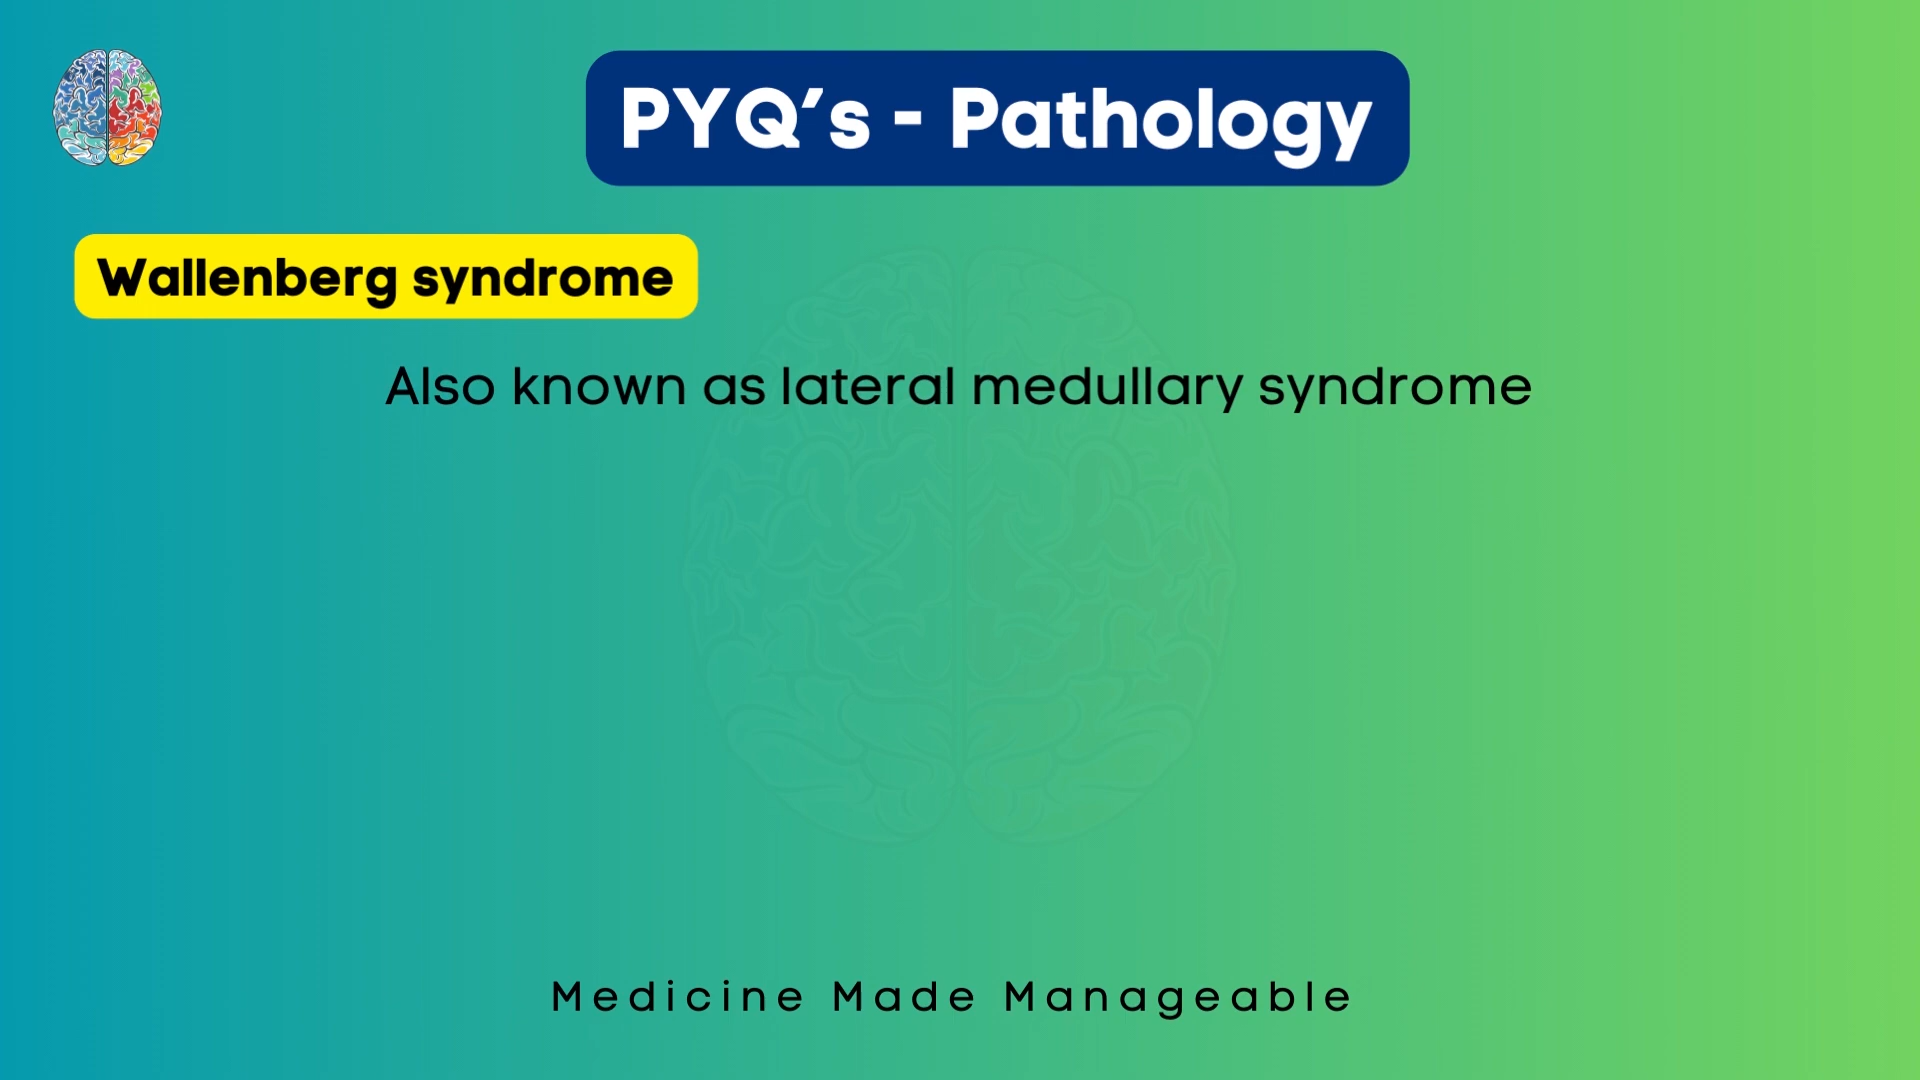 PYQ’s - Pathology
Wallenberg syndrome
Also known as lateral medullary syndrome
Medicine Made Manageable